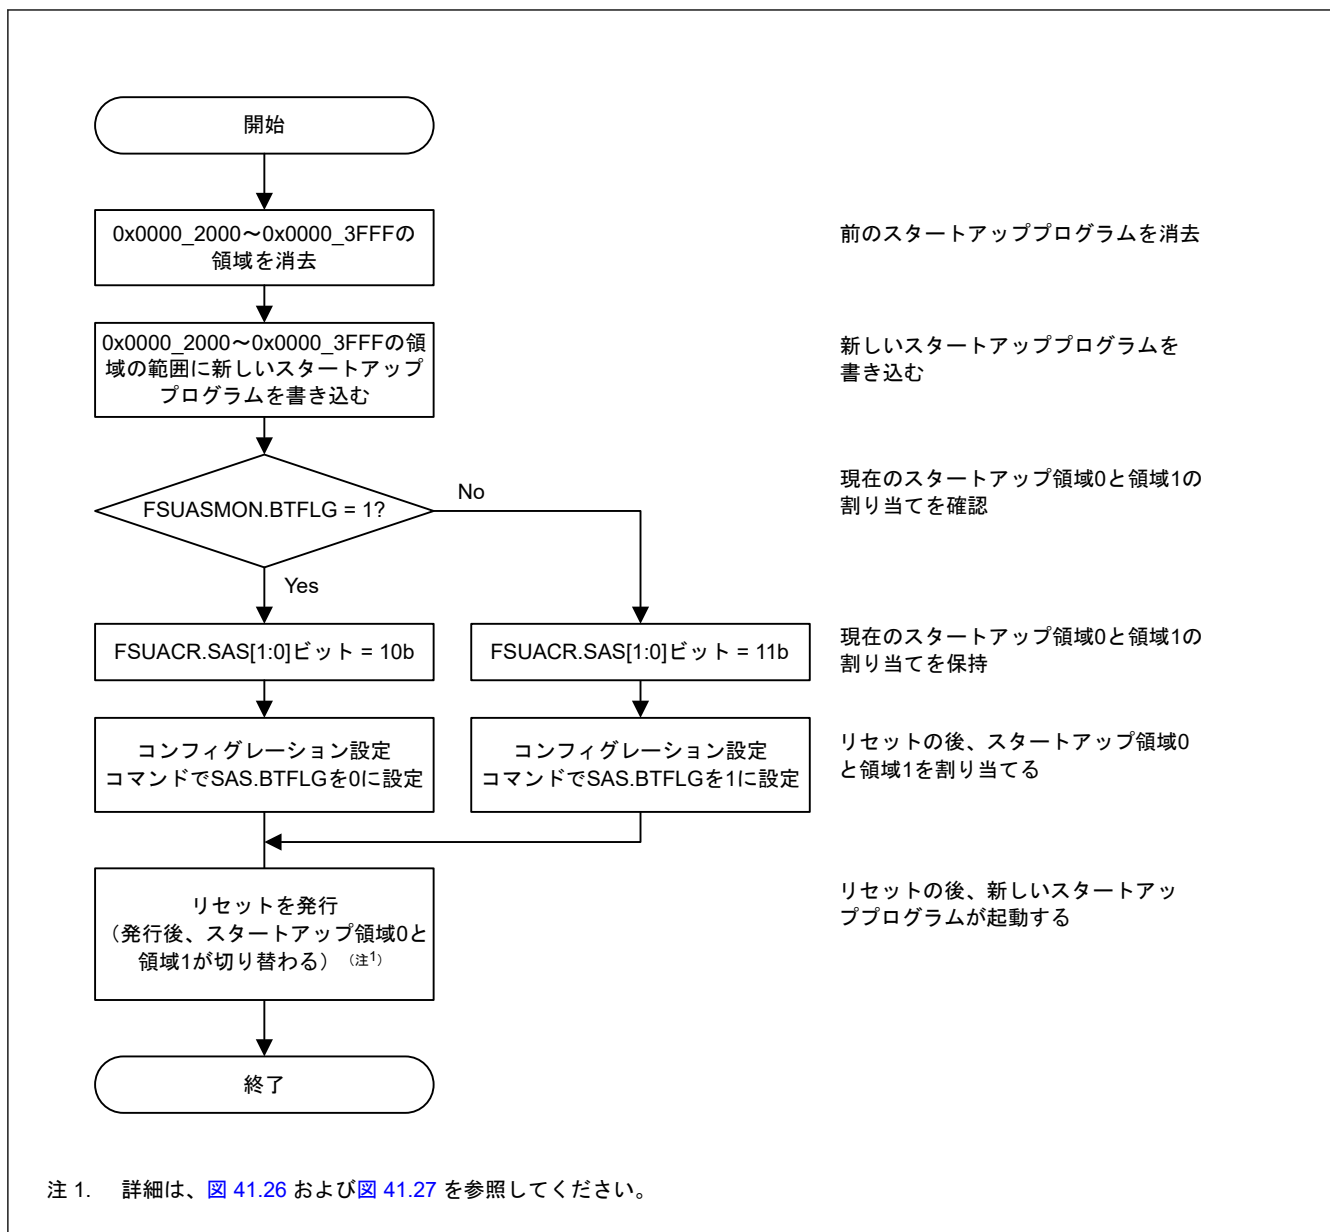 開始
0x0000_2000～0x0000_3FFFの
領域を消去
前のスタートアッププログラムを消去
0x0000_2000～0x0000_3FFFの領
域の範囲に新しいスタートアップ
プログラムを書き込む
新しいスタートアッププログラムを
書き込む
FSUASMON.BTFLG = 1?
No
Yes
現在のスタートアップ領域0と領域1の
割り当てを確認
FSUACR.SAS[1:0]ビット = 10b
FSUACR.SAS[1:0]ビット = 11b
現在のスタートアップ領域0と領域1の
割り当てを保持
コンフィグレーション設定
コマンドでSAS.BTFLGを0に設定
コンフィグレーション設定
コマンドでSAS.BTFLGを1に設定
リセットの後、スタートアップ領域0
と領域1を割り当てる
リセットを発行
（発行後、スタートアップ領域0と
領域1が切り替わる）（注1）
リセットの後、新しいスタートアッ
ププログラムが起動する
終了
注 1. 詳細は、図 41.26 および図 41.27 を参照してください。